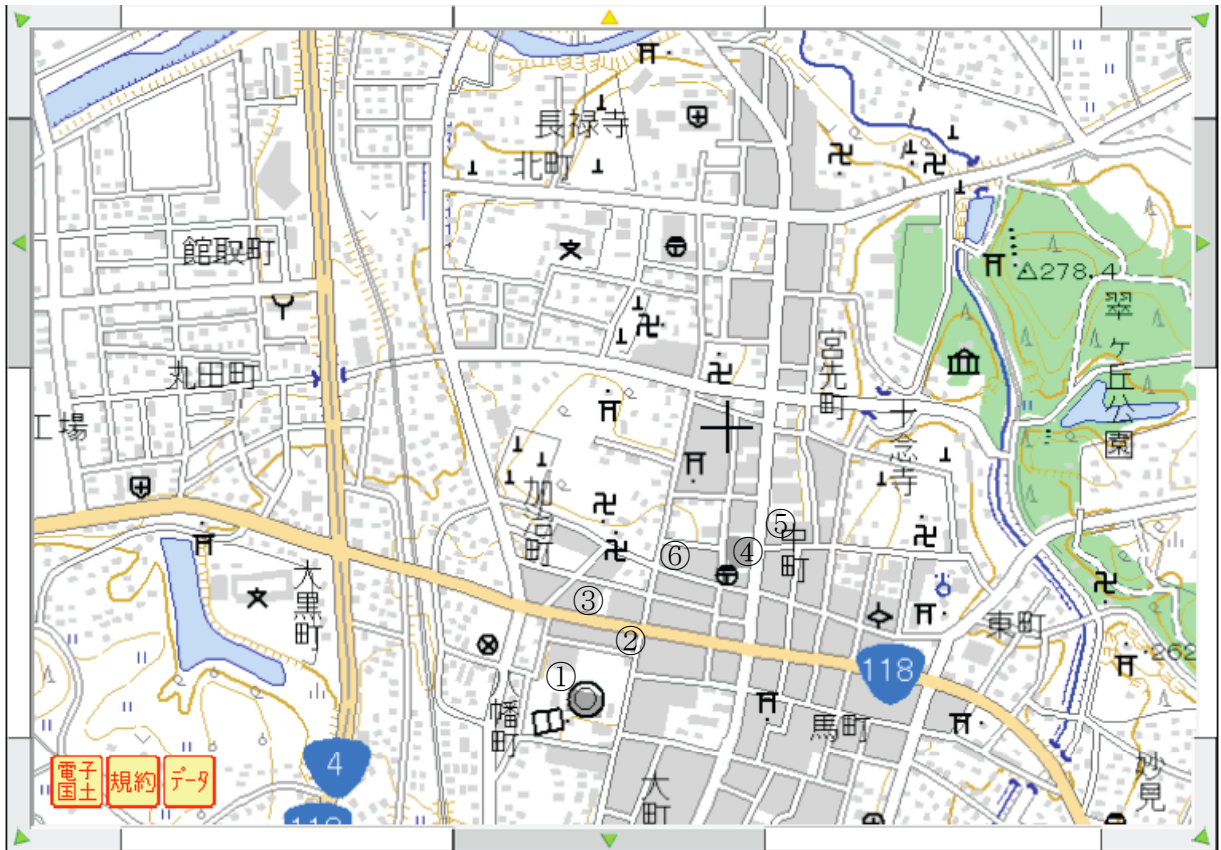 長禄寺
北町
館取町
△278.4
翠ヶ丘公園
宮先町
丸田町
工場
十念寺
加治町
⑤
中町
④
⑥
大黒町
③
東町
②
262
118
①
八幡町
馬町
4
大町
妙見
電子国土
規約
データ
118